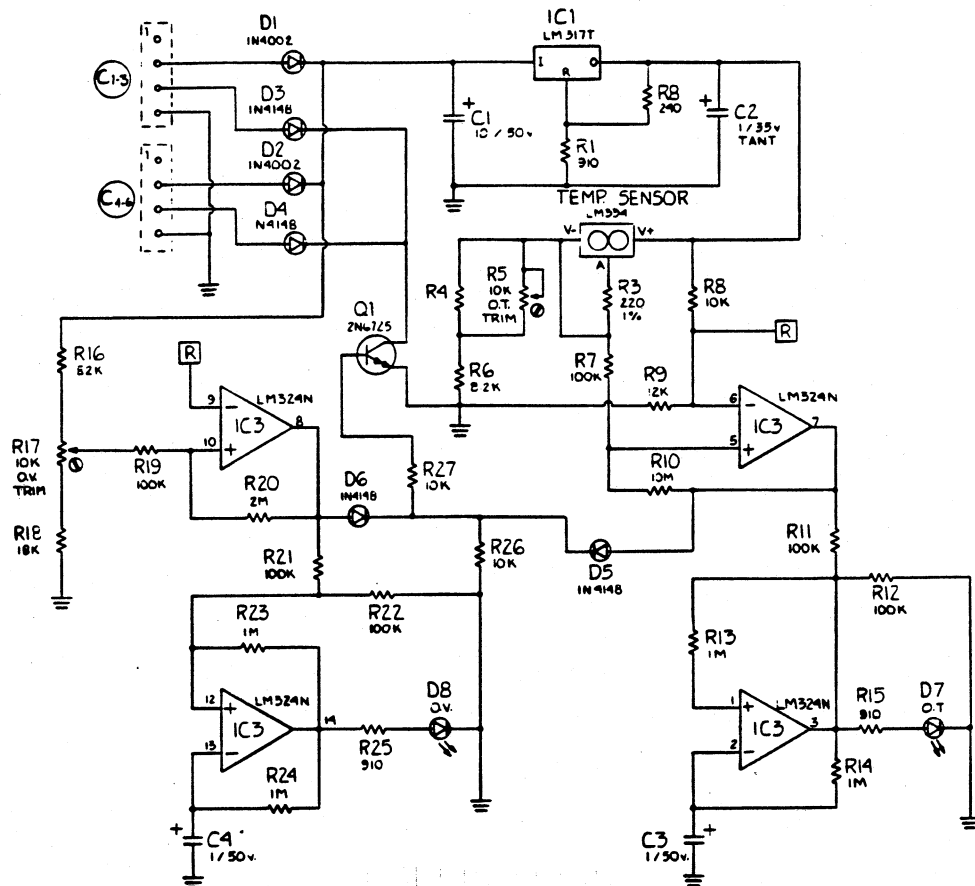 D1
1N4002
C1-3
D3
1N4148
D2
1N4002
C4-6
D4
1N4148
IC1
LM317T
I
R
+
C1
10/50v
R8
240
R1
910
+
C2
1/35v
TANT
TEMP. SENSOR
LM334
V-
V+
A
R4
R5
10K
O.T.
TRIM
R3
220
1%
R8
10K
R
Q1
2N6725
R6
8.2K
R7
100K
R9
12K
R16
82K
R
9
-
10
+
LM324N
IC3
8
6
-
5
+
LM324N
IC3
7
R17
10K
O.V.
TRIM
R19
100K
R20
2M
D6
1N4148
R27
10K
R10
10M
R18
18K
R21
100K
R26
10K
D5
1N4148
R11
100K
R22
100K
R12
100K
R23
1M
R13
1M
12
+
13
-
LM324N
IC3
14
R25
910
D8
O.V.
1
+
2
-
LM324N
IC3
3
R15
910
D7
O.T
R24
1M
R14
1M
+
C4
1/50v.
C3
+
1/50v.